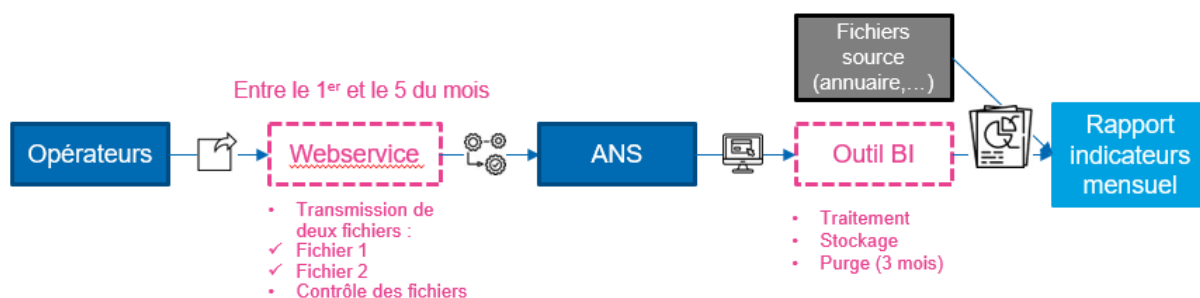 Fichiers
source
(annuaire,...)
Entre le 1er et le 5 du mois
Opérateurs
Webservice
ANS
Outil BI
Rapport
indicateurs
mensuel
• Transmission de
deux fichiers :
✓ Fichier 1
✓ Fichier 2
• Contrôle des fichiers
• Traitement
• Stockage
• Purge (3 mois)